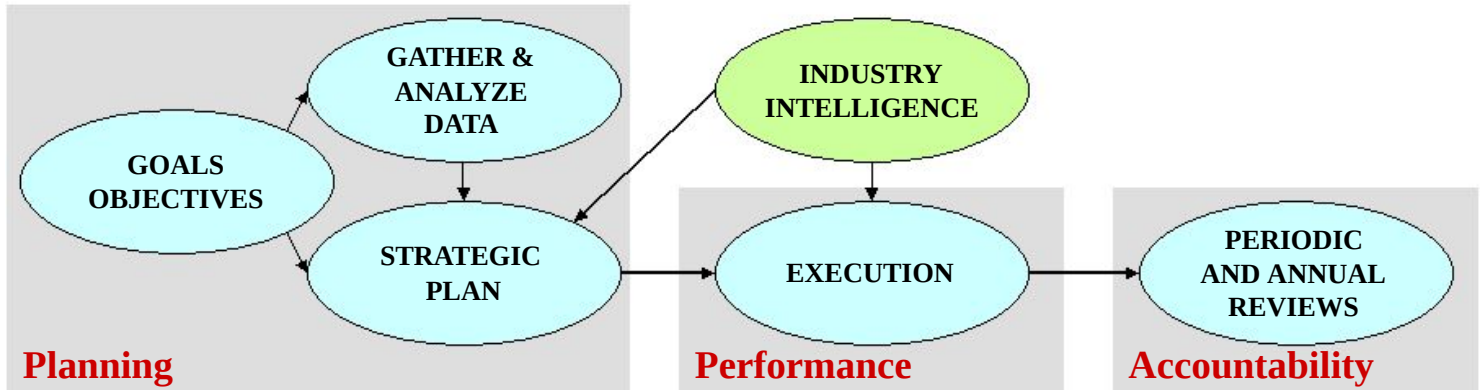 GATHER &
ANALYZE
DATA
INDUSTRY
INTELLIGENCE
GOALS
OBJECTIVES
STRATEGIC
PLAN
EXECUTION
PERIODIC
AND ANNUAL
REVIEWS
Planning
Performance
Accountability